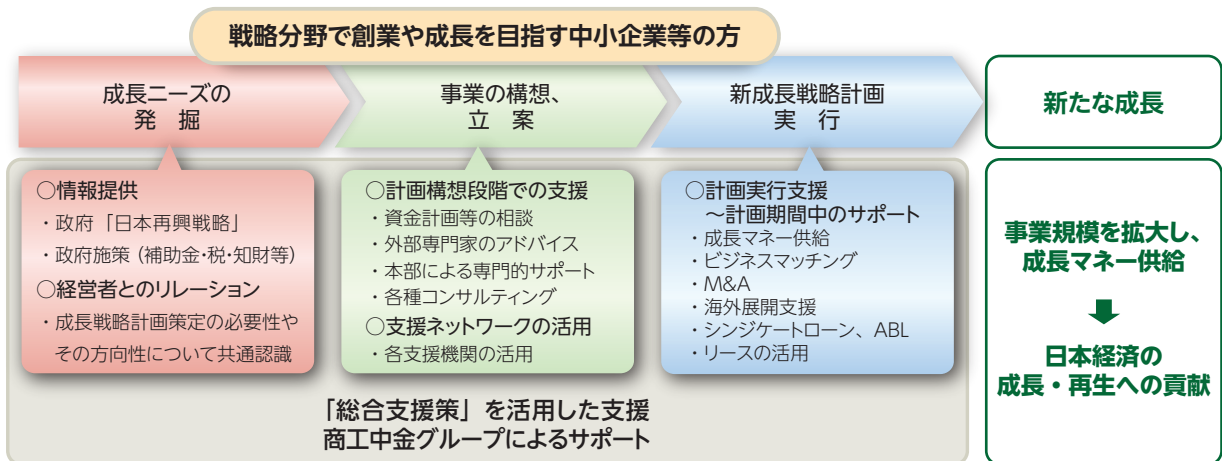 戦略分野で創業や成長を目指す中小企業等の方
成長ニーズの
発　掘
事業の構想、
立　案
新成長戦略計画
実　行
新たな成長
○情報提供
・政府「日本再興戦略」
・政府施策（補助金・税・知財等）
○経営者とのリレーション
・成長戦略計画策定の必要性や
その方向性について共通認識
○計画構想段階での支援
・資金計画等の相談
・外部専門家のアドバイス
・本部による専門的サポート
・各種コンサルティング
○支援ネットワークの活用
・各支援機関の活用
○計画実行支援
～計画期間中のサポート
・成長マネー供給
・ビジネスマッチング
・M&A
・海外展開支援
・シンジケートローン、ABL
・リースの活用
事業規模を拡大し、
成長マネー供給
日本経済の
成長・再生への貢献
「総合支援策」を活用した支援
商工中金グループによるサポート